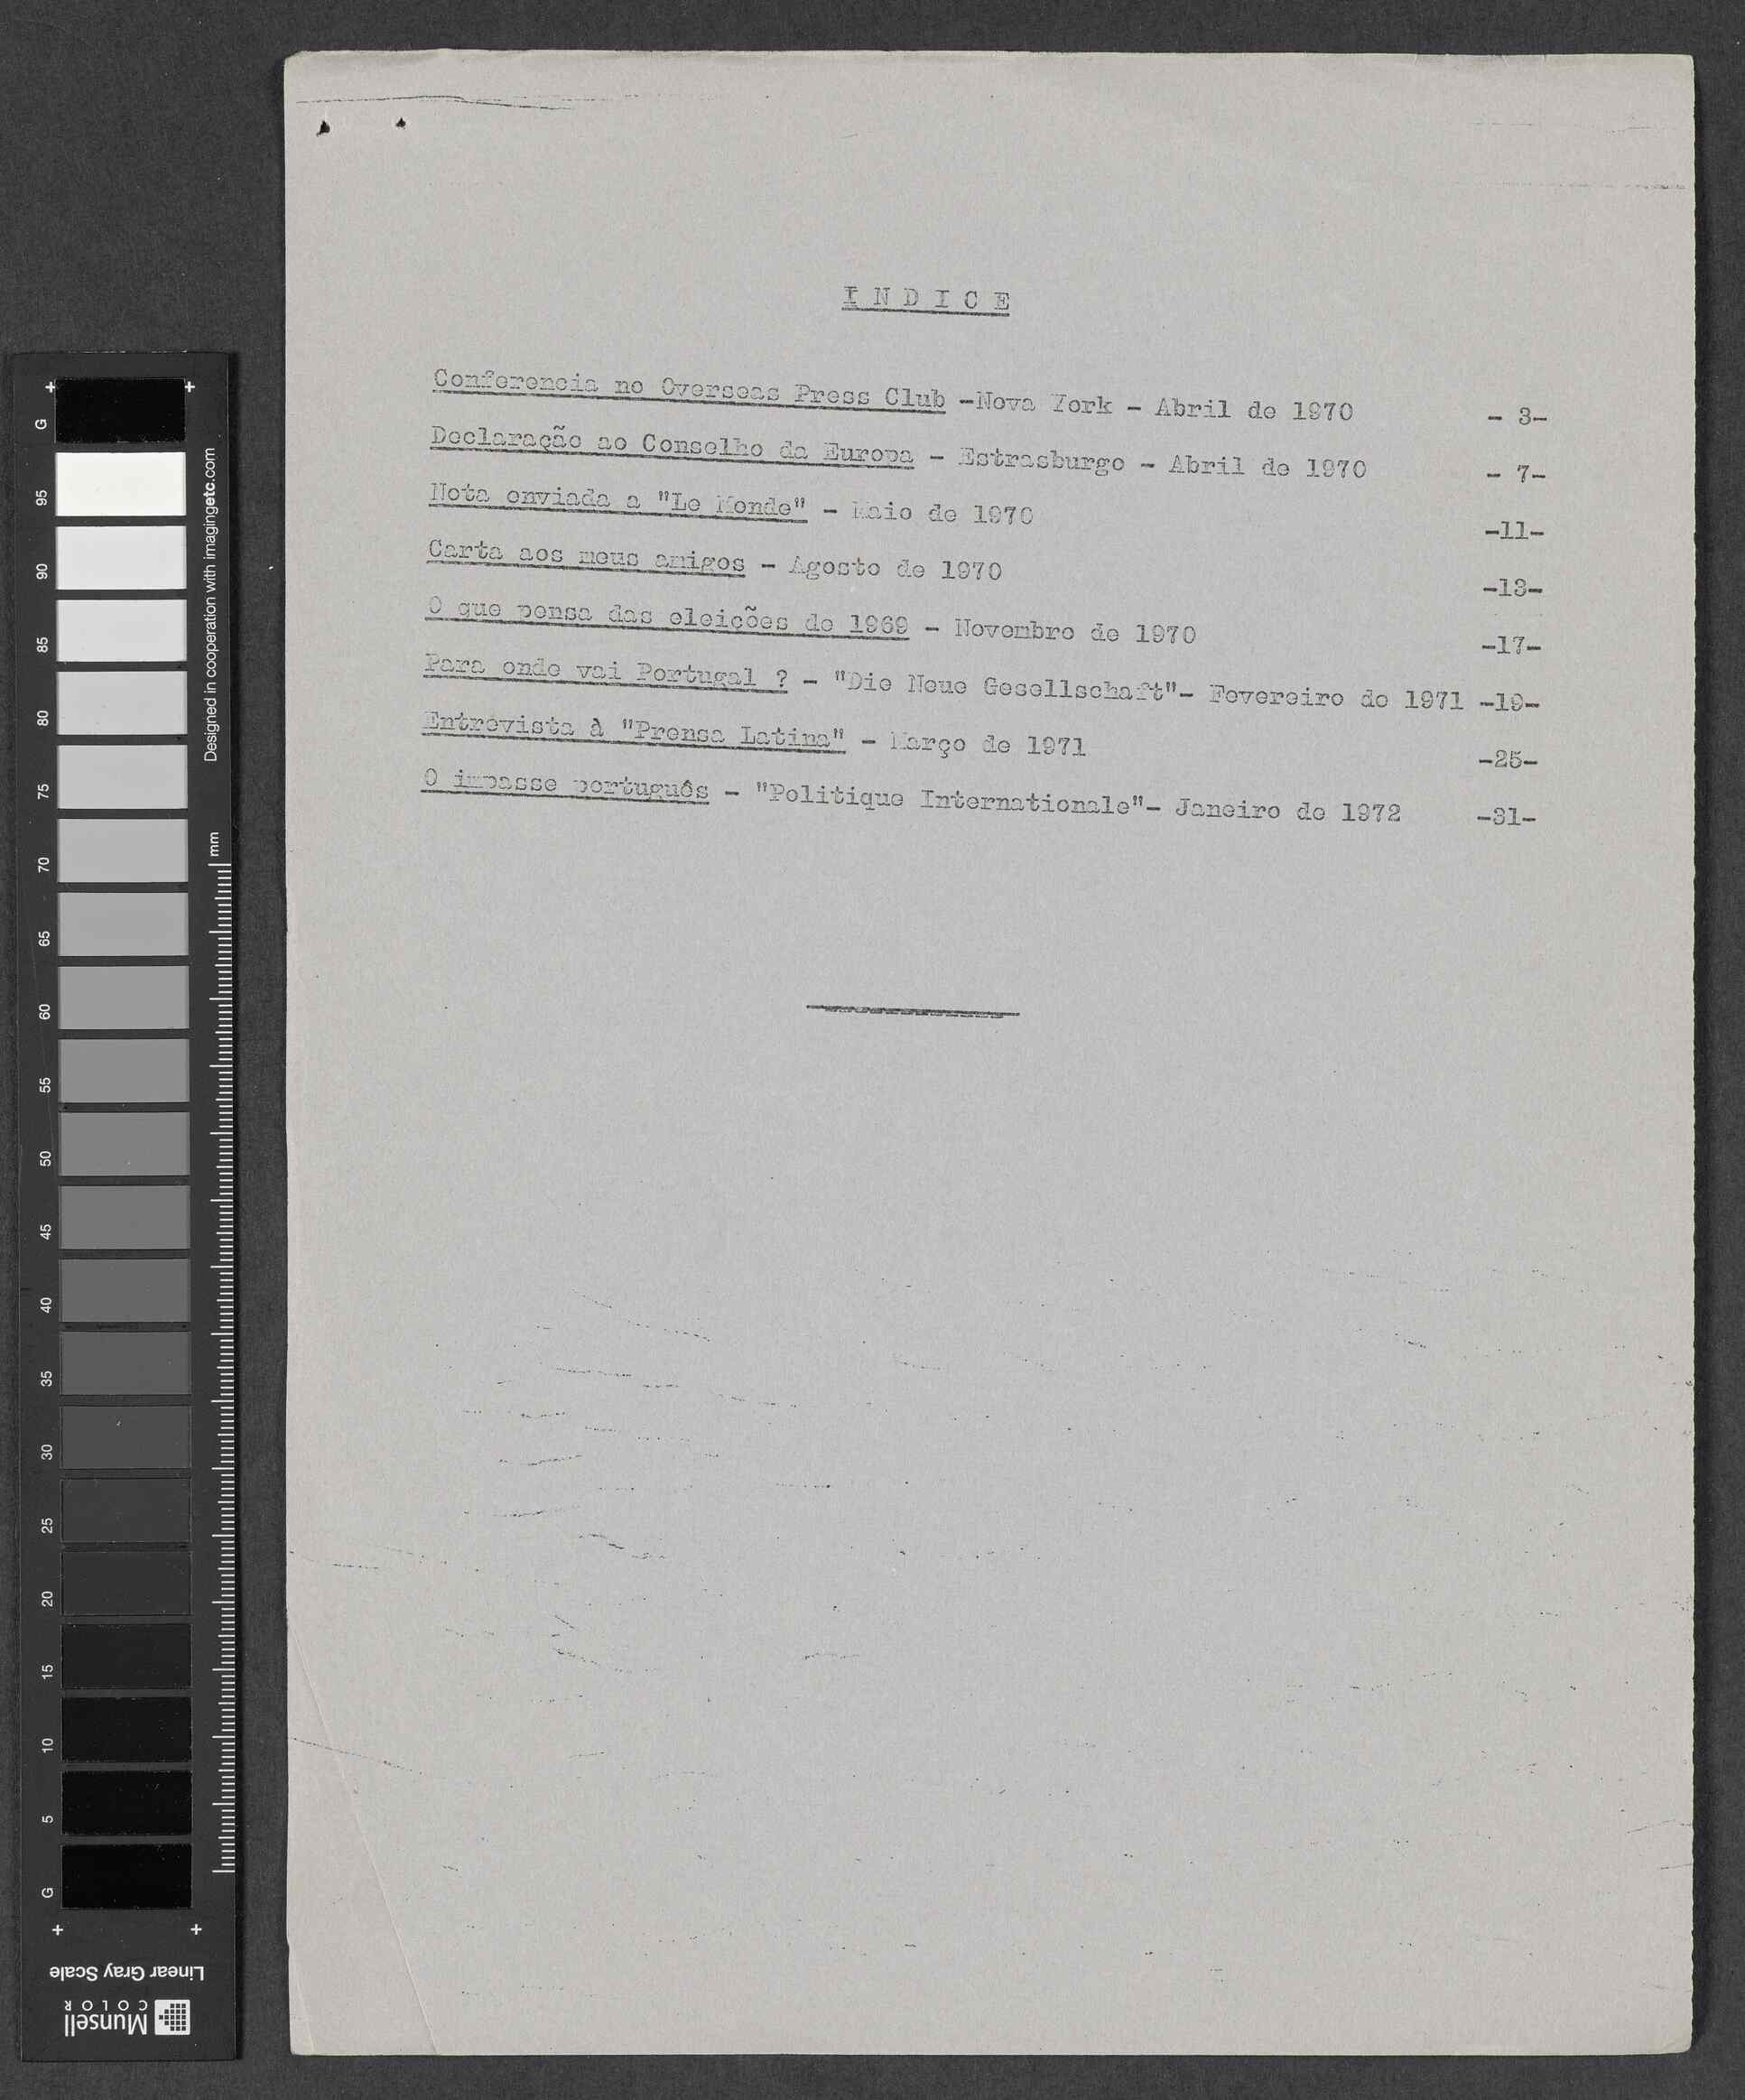 I N D I C E
Conferencia no Overseas Press Club -Nova York - Abril de 1970 - 3-
Declaração ao Conselho da Europa - Estrasburgo - Abril de 1970 - 7-
Nota enviada a "Le Monde" - Maio de 1970 -11-
Carta aos meus amigos - Agosto de 1970 -13-
O que pensa das eleições de 1969 - Novembro de 1970 -17-
Para onde vai Portugal ? - "Die Neue Gesellschaft"- Fevereiro de 1971 -19-
Entrevista à "Prensa Latina" - Março de 1971 -25-
O impasse português - "Politique Internationale"- Janeiro de 1972 -31-
G 95 90 85 80 75 70 65 60 55 50 45 40 35 30 25 20 15 10 5 G
Designed in cooperation with imagingetc.com
mm
Linear Gray Scale
Munsell
COLOR